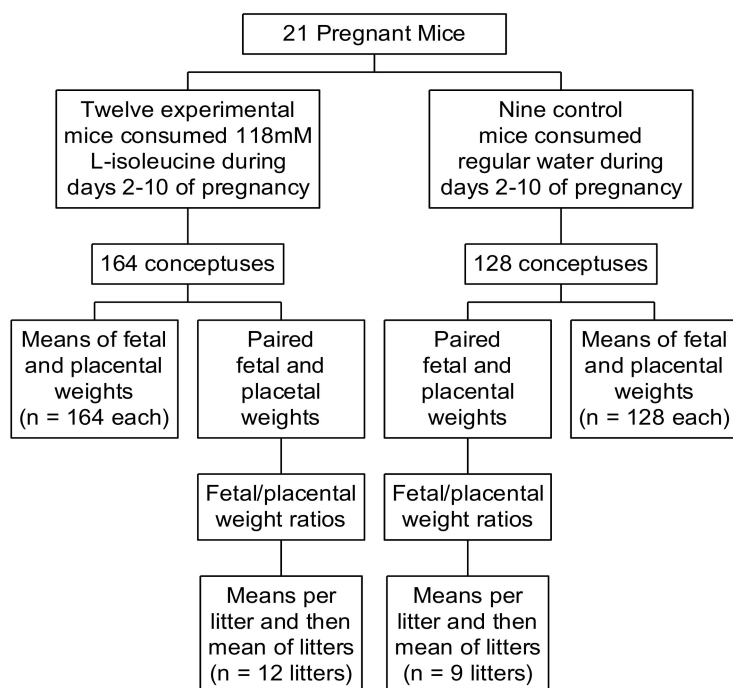 21 Pregnant Mice
Twelve experimental
mice consumed 118mM
L-isoleucine during
days 2-10 of pregnancy
Nine control
mice consumed
regular water during
days 2-10 of pregnancy
164 conceptuses
128 conceptuses
Means of fetal
and placental
weights
(n = 164 each)
Paired
fetal and
placetal
weights
Paired
fetal and
placental
weights
Means of fetal
and placental
weights
(n = 128 each)
Fetal/placental
weight ratios
Fetal/placental
weight ratios
Means per
litter and then
mean of litters
(n = 12 litters)
Means per
litter and then
mean of litters
(n = 9 litters)